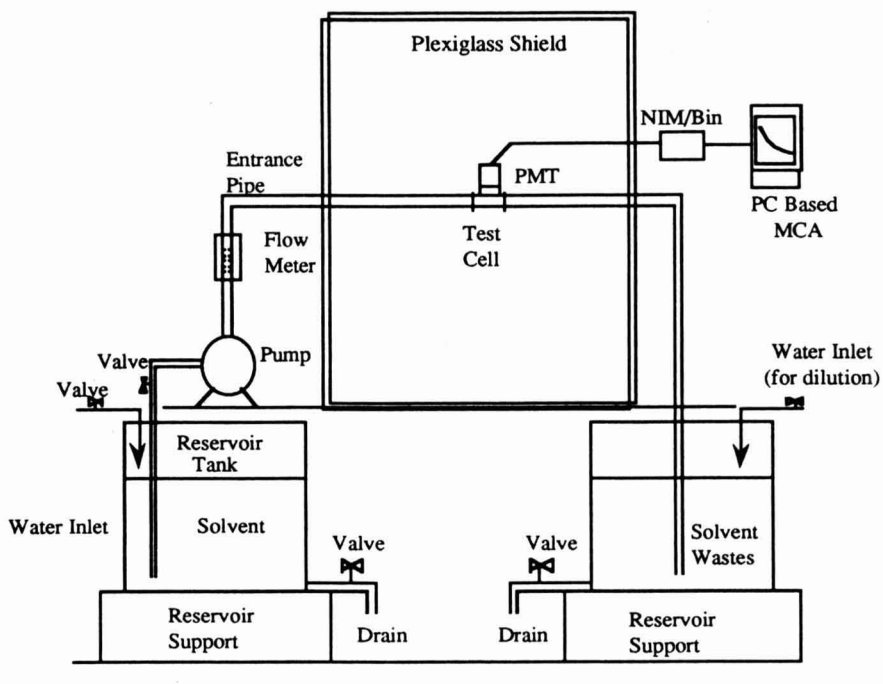 Plexiglass Shield
NIM/Bin
Entrance
Pipe
PMT
PC Based
MCA
Test
Cell
Flow
Meter
Pump
Valve
Valve
Water Inlet
(for dilution)
Reservoir
Tank
Water Inlet
Solvent
Valve
Valve
Solvent
Wastes
Reservoir
Support
Drain
Drain
Reservoir
Support